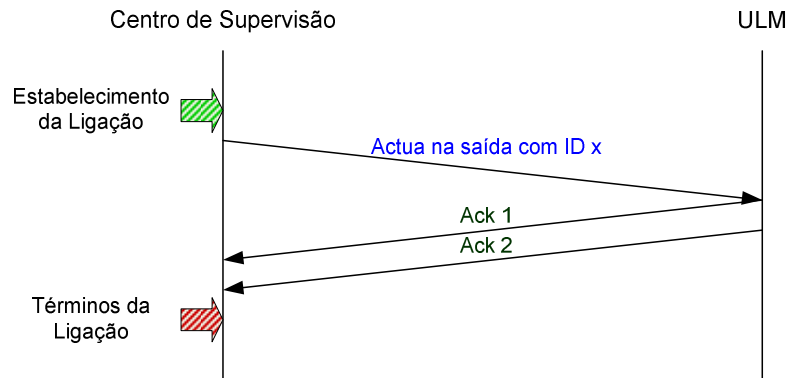 Centro de Supervisão
ULM
Estabelecimento
da Ligação
Actua na saída com ID x
Ack 1
Ack 2
Términos da
Ligação